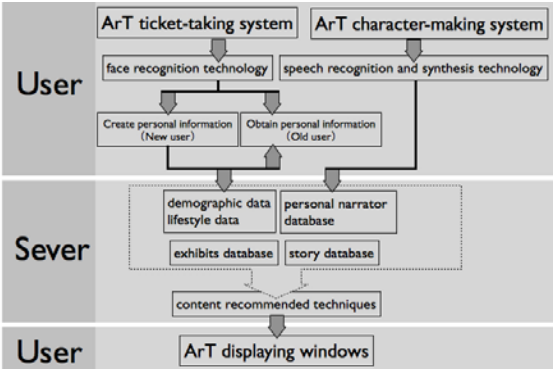 ArT ticket-taking system
ArT character-making system
User
face recognition technology
speech recognition and synthesis technology
Create personal information
(New user)
Obtain personal information
(Old user)
Sever
demographic data
lifestyle data
personal narrator
database
exhibits database
story database
content recommended techniques
User
ArT displaying windows